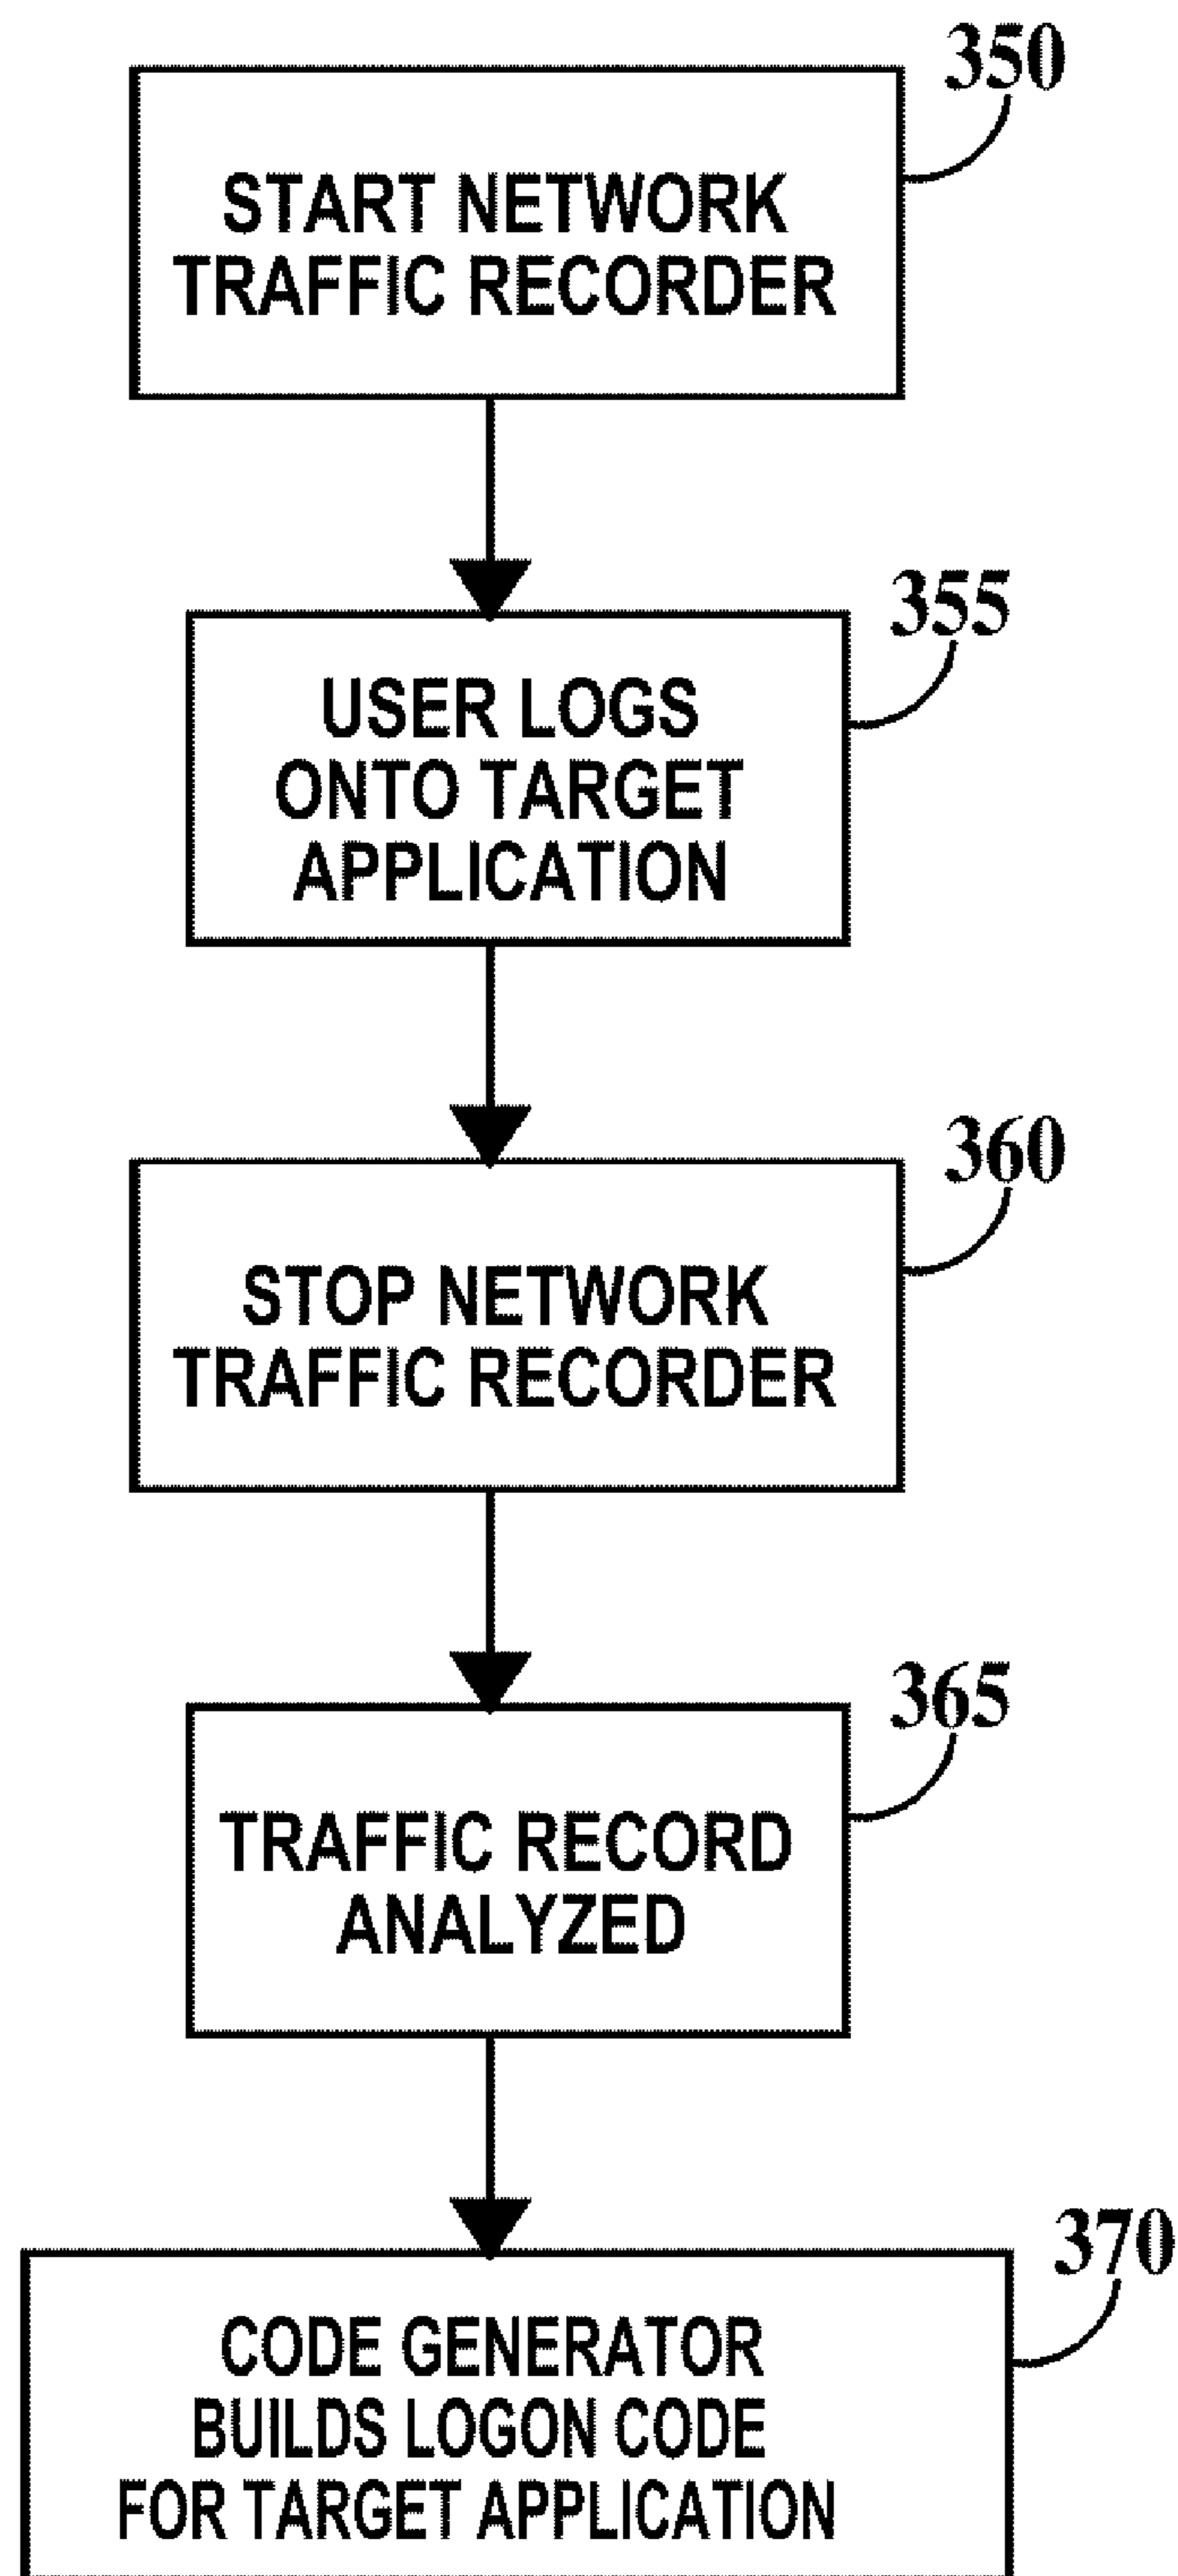 350
START NETWORK
TRAFFIC RECORDER
355
USER LOGS
ONTO TARGET
APPLICATION
360
STOP NETWORK
TRAFFIC RECORDER
365
TRAFFIC RECORD
ANALYZED
370
CODE GENERATOR
BUILDS LOGON CODE
FOR TARGET APPLICATION